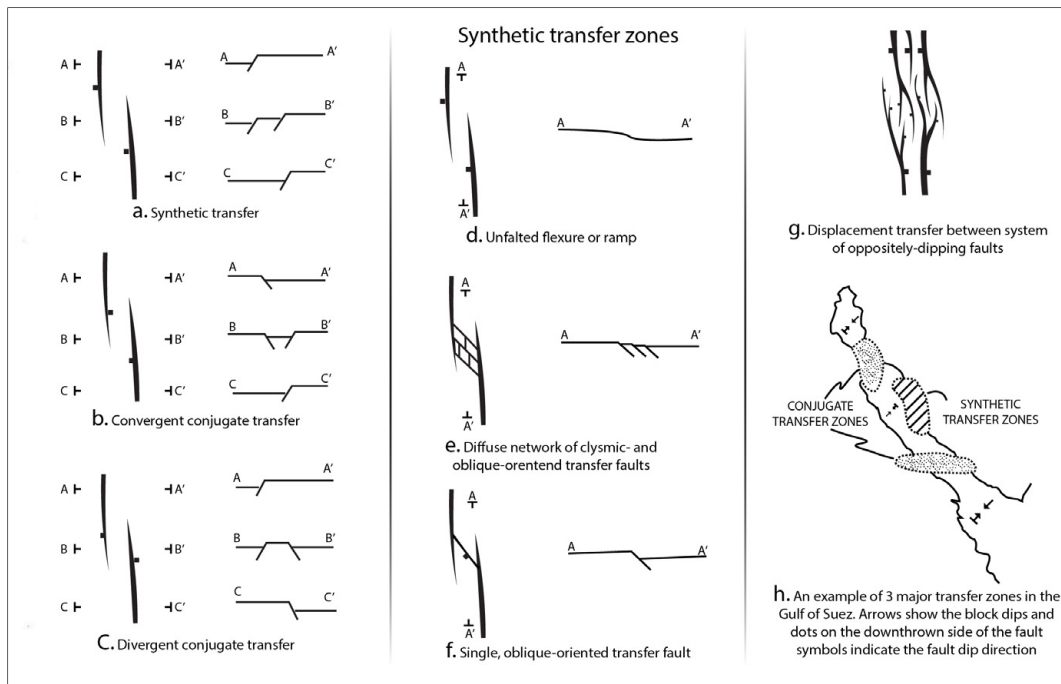 A A'
B B'
C C'
A A'
B B'
C C'
a. Synthetic transfer
A A'
B B'
C C'
A A'
B B'
C C'
b. Convergent conjugate transfer
A A'
B B'
C C'
A A'
B B'
C C'
C. Divergent conjugate transfer
Synthetic transfer zones
A
A'
A A'
d. Unfalted flexure or ramp
A
A'
A A'
e. Diffuse network of clysmic- and
oblique-orentend transfer faults
A
A'
A A'
f. Single, oblique-oriented transfer fault
g. Displacement transfer between system
of oppositely-dipping faults
CONJUGATE
TRANSFER ZONES
SYNTHETIC
TRANSFER ZONES
h. An example of 3 major transfer zones in the
Gulf of Suez. Arrows show the block dips and
dots on the downthrown side of the fault
symbols indicate the fault dip direction